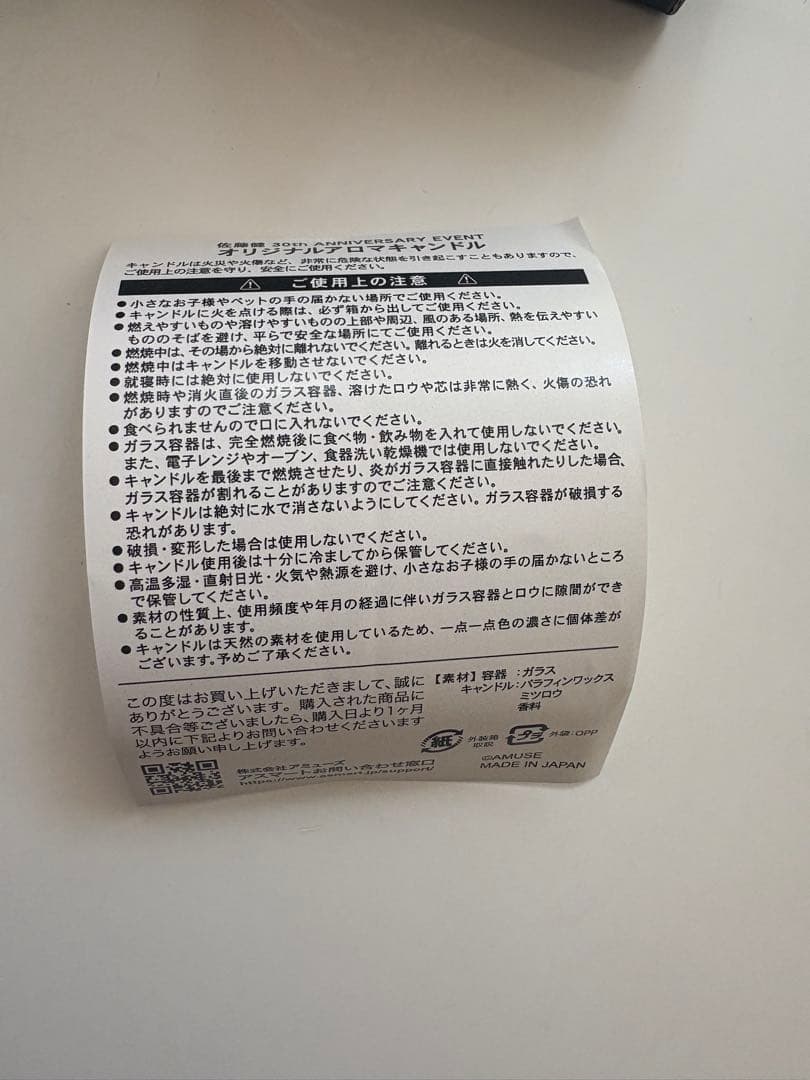 佐藤健 30th ANNIVERSARY EVENT
オリジナルアロマキャンドル
キャンドルは火災や火傷など、非常に危険な状態を引き起こすこともありますので、
ご使用上の注意を守り、安全にご使用ください。
ご使用上の注意
●小さなお子様やペットの手の届かない場所でご使用ください。
●キャンドルに火を点ける際は、必ず箱から出してご使用ください。
●燃えやすいものや溶けやすいものの上部や周辺、風のある場所、熱を伝えやすい
もののそばを避け、平らで安全な場所にてご使用ください。
●燃焼中は、その場から絶対に離れないでください。離れるときは火を消してください。
●燃焼中はキャンドルを移動させないでください。
●就寝時には絶対に使用しないでください。
●燃焼時や消火直後のガラス容器、溶けたロウや芯は非常に熱く、火傷の恐れ
がありますのでご注意ください。
●食べられませんので口に入れないでください。
●ガラス容器は、完全燃焼後に食べ物・飲み物を入れて使用しないでください。
また、電子レンジやオーブン、食器洗い乾燥機では使用しないでください。
●キャンドルを最後まで燃焼させたり、炎がガラス容器に直接触れたりした場合、
ガラス容器が割れることがありますのでご注意ください。
●キャンドルは絶対に水で消さないようにしてください。ガラス容器が破損する
恐れがあります。
●破損・変形した場合は使用しないでください。
●キャンドル使用後は十分に冷ましてから保管してください。
●高温多湿・直射日光・火気や熱源を避け、小さなお子様の手の届かないところ
で保管してください。
●素材の性質上、使用頻度や年月の経過に伴いガラス容器とロウに隙間ができ
ることがあります。
●キャンドルは天然の素材を使用しているため、一点一点色の濃さに個体差が
ございます。予めご了承ください。
この度はお買い上げいただきまして、誠に
ありがとうございます。購入された商品に
不具合等ございましたら、購入日より1ヶ月
以内に下記よりお問い合わせくださいます
ようお願い申し上げます。
株式会社アミューズ
アスマートお問い合わせ窓口
https://www.asmart.jp/support/
【素材】容器:ガラス
キャンドル:パラフィンワックス
ミツロウ
香料
紙
外装箱
取説
プラ
外袋:OPP
©AMUSE
MADE IN JAPAN